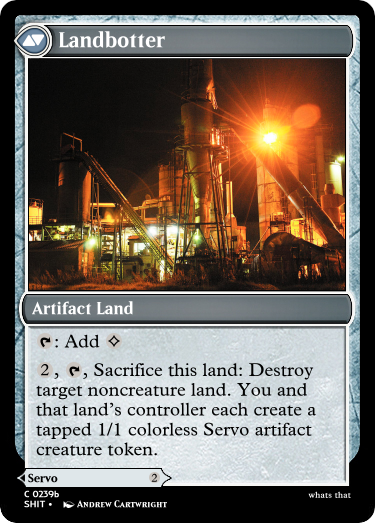 Landbotter
Artifact Land
: Add
2, , Sacrifice this land: Destroy
target noncreature land. You and
that land's controller each create a
tapped 1/1 colorless Servo artifact
creature token.
Servo 2
C 0239b
SHIT • Andrew Cartwright
whats that